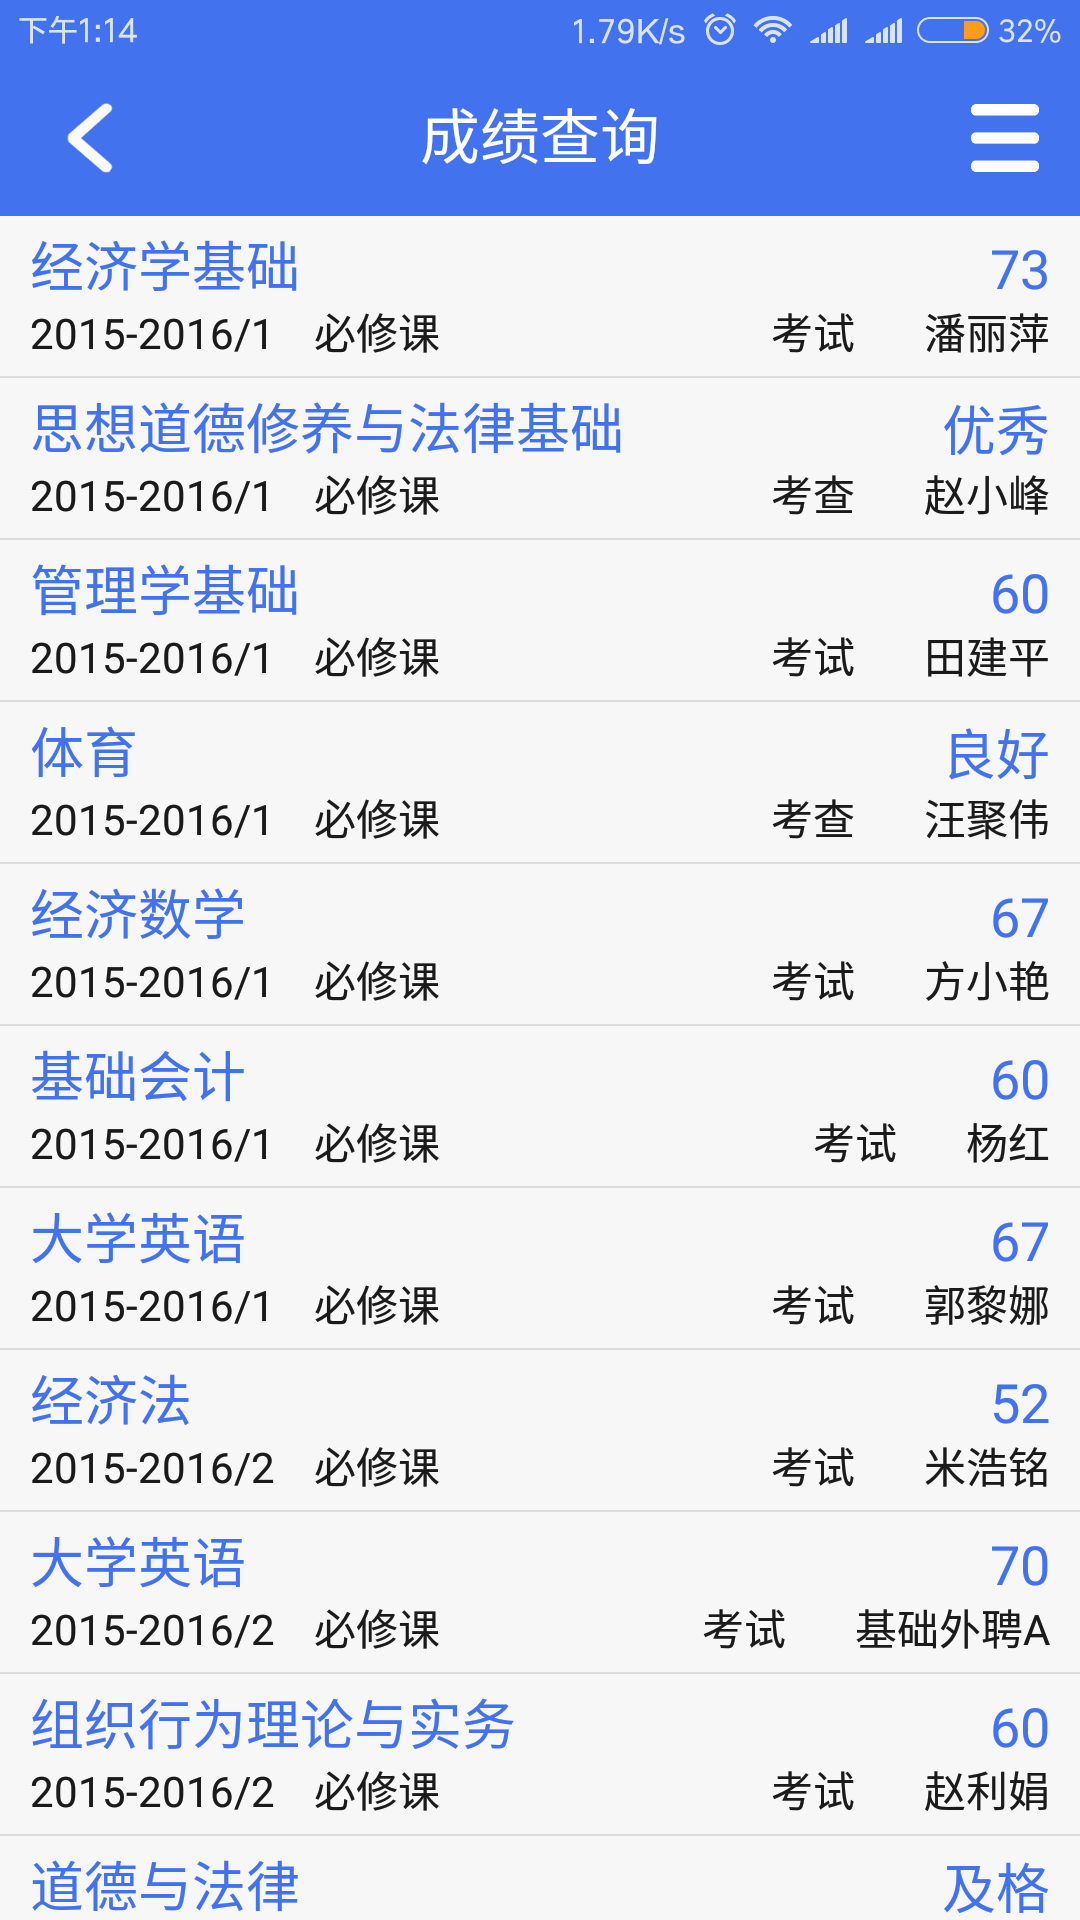 下午1:14 1.79K/s 32%
成绩查询
经济学基础 73
2015-2016/1 必修课 考试 潘丽萍
思想道德修养与法律基础 优秀
2015-2016/1 必修课 考查 赵小峰
管理学基础 60
2015-2016/1 必修课 考试 田建平
体育 良好
2015-2016/1 必修课 考查 汪聚伟
经济数学 67
2015-2016/1 必修课 考试 方小艳
基础会计 60
2015-2016/1 必修课 考试 杨红
大学英语 67
2015-2016/1 必修课 考试 郭黎娜
经济法 52
2015-2016/2 必修课 考试 米浩铭
大学英语 70
2015-2016/2 必修课 考试 基础外聘A
组织行为理论与实务 60
2015-2016/2 必修课 考试 赵利娟
道德与法律 及格